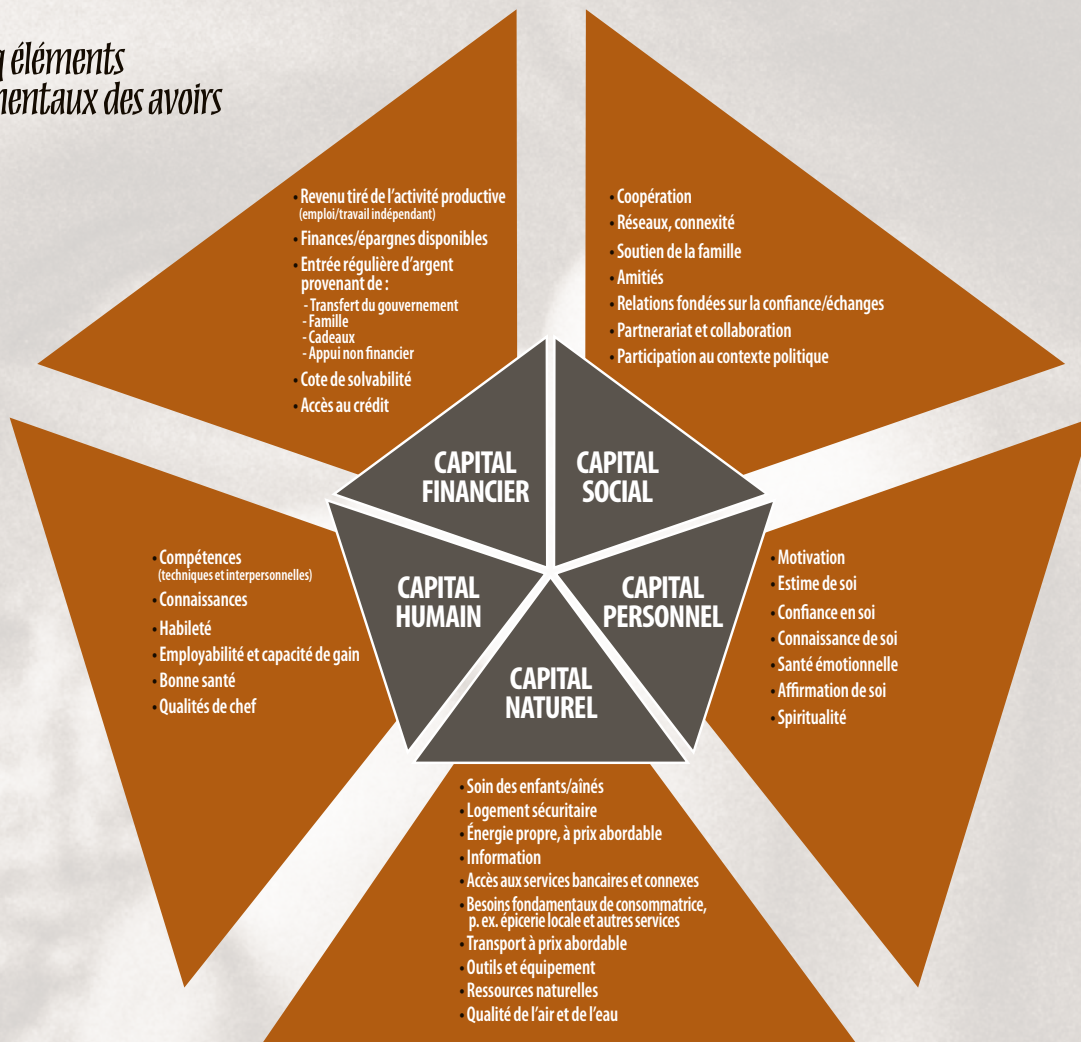 éléments
des avoirs
• Revenu tiré de l'activité productive
(emploi/travail indépendant)
• Finances/épargnes disponibles
• Entrée régulière d'argent
provenant de :
- Transfert du gouvernement
- Famille
- Cadeaux
- Appui non financier
• Cote de solvabilité
• Accès au crédit
• Coopération
• Réseaux, connexité
• Soutien de la famille
• Amitiés
• Relations fondées sur la confiance/échanges
• Partnerariat et collaboration
• Participation au contexte politique
CAPITAL
FINANCIER
CAPITAL
SOCIAL
CAPITAL
HUMAIN
CAPITAL
PERSONNEL
CAPITAL
NATUREL
• Compétences
(techniques et interpersonnelles)
• Connaissances
• Habileté
• Employabilité et capacité de gain
• Bonne santé
• Qualités de chef
• Motivation
• Estime de soi
• Confiance en soi
• Connaissance de soi
• Santé émotionnelle
• Affirmation de soi
• Spiritualité
• Soin des enfants/aînés
• Logement sécuritaire
• Énergie propre, à prix abordable
• Information
• Accès aux services bancaires et connexes
• Besoins fondamentaux de consommatrice,
p. ex. épicerie locale et autres services
• Transport à prix abordable
• Outils et équipement
• Ressources naturelles
• Qualité de l'air et de l'eau